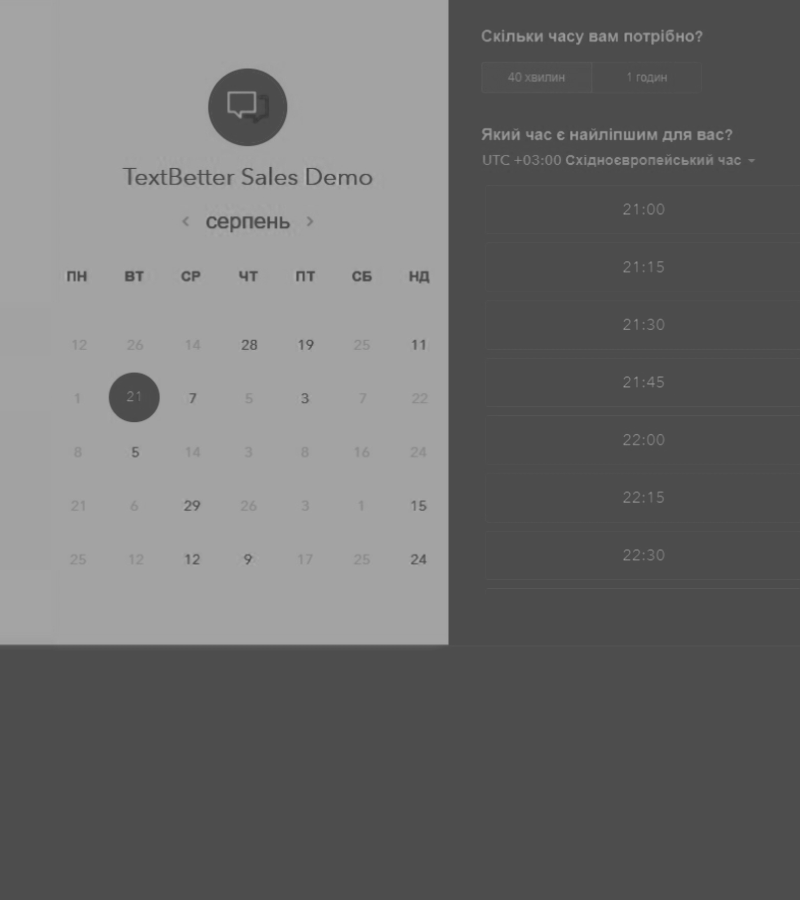 TextBetter Sales Demo
серпень
ПН ВТ СР ЧТ ПТ СБ НД
12 26 14 28 19 25 11
1 21 7 5 3 7 22
8 5 14 3 8 16 24
21 6 29 26 3 1 15
25 12 12 9 17 25 24
Скільки часу вам потрібно?
40 хвилин 1 годин
Який час є найліпшим для вас?
UTC +03:00 Східноєвропейський час
21:00
21:15
21:30
21:45
22:00
22:15
22:30